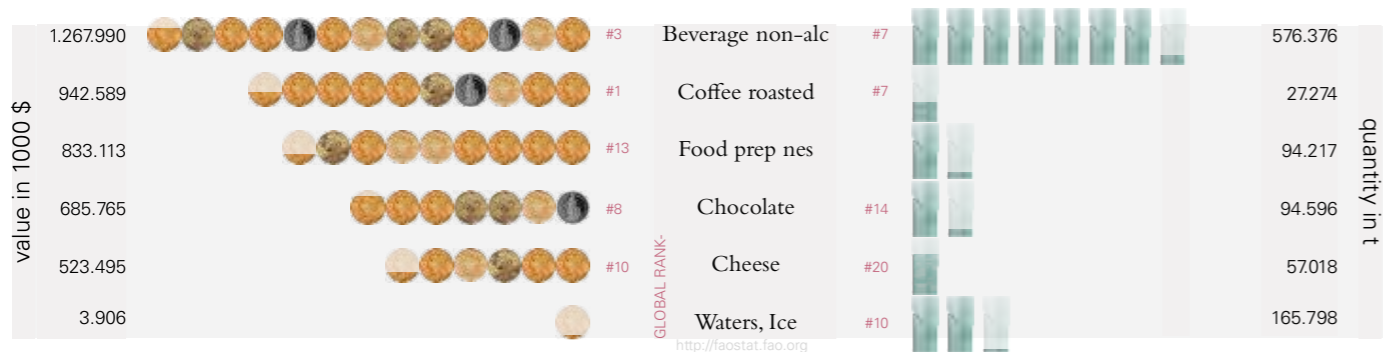 value in 1000 $
1.267.990 #3 Beverage non-alc #7 576.376
942.589 #1 Coffee roasted #7 27.274
833.113 #13 Food prep nes 94.217
685.765 #8 Chocolate #14 94.596
523.495 #10 Cheese #20 57.018
3.906 Waters, Ice #10 165.798
GLOBAL RANK-
quantity in t
http://faostat.fao.org